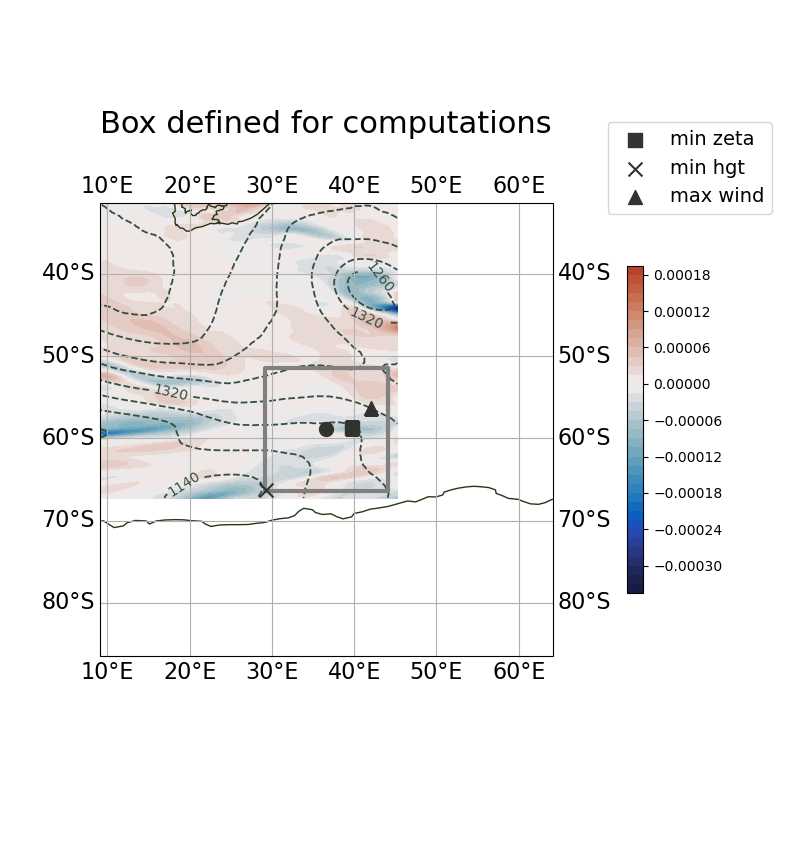 Box defined for computations
min zeta
min hgt
max wind
10°E 20°E 30°E 40°E 50°E 60°E
40°S 40°S
50°S 50°S
60°S 60°S
70°S 70°S
80°S 80°S
10°E 20°E 30°E 40°E 50°E 60°E
1260
1320
1320
1140
0.00018
0.00012
0.00006
0.00000
−0.00006
−0.00012
−0.00018
−0.00024
−0.00030